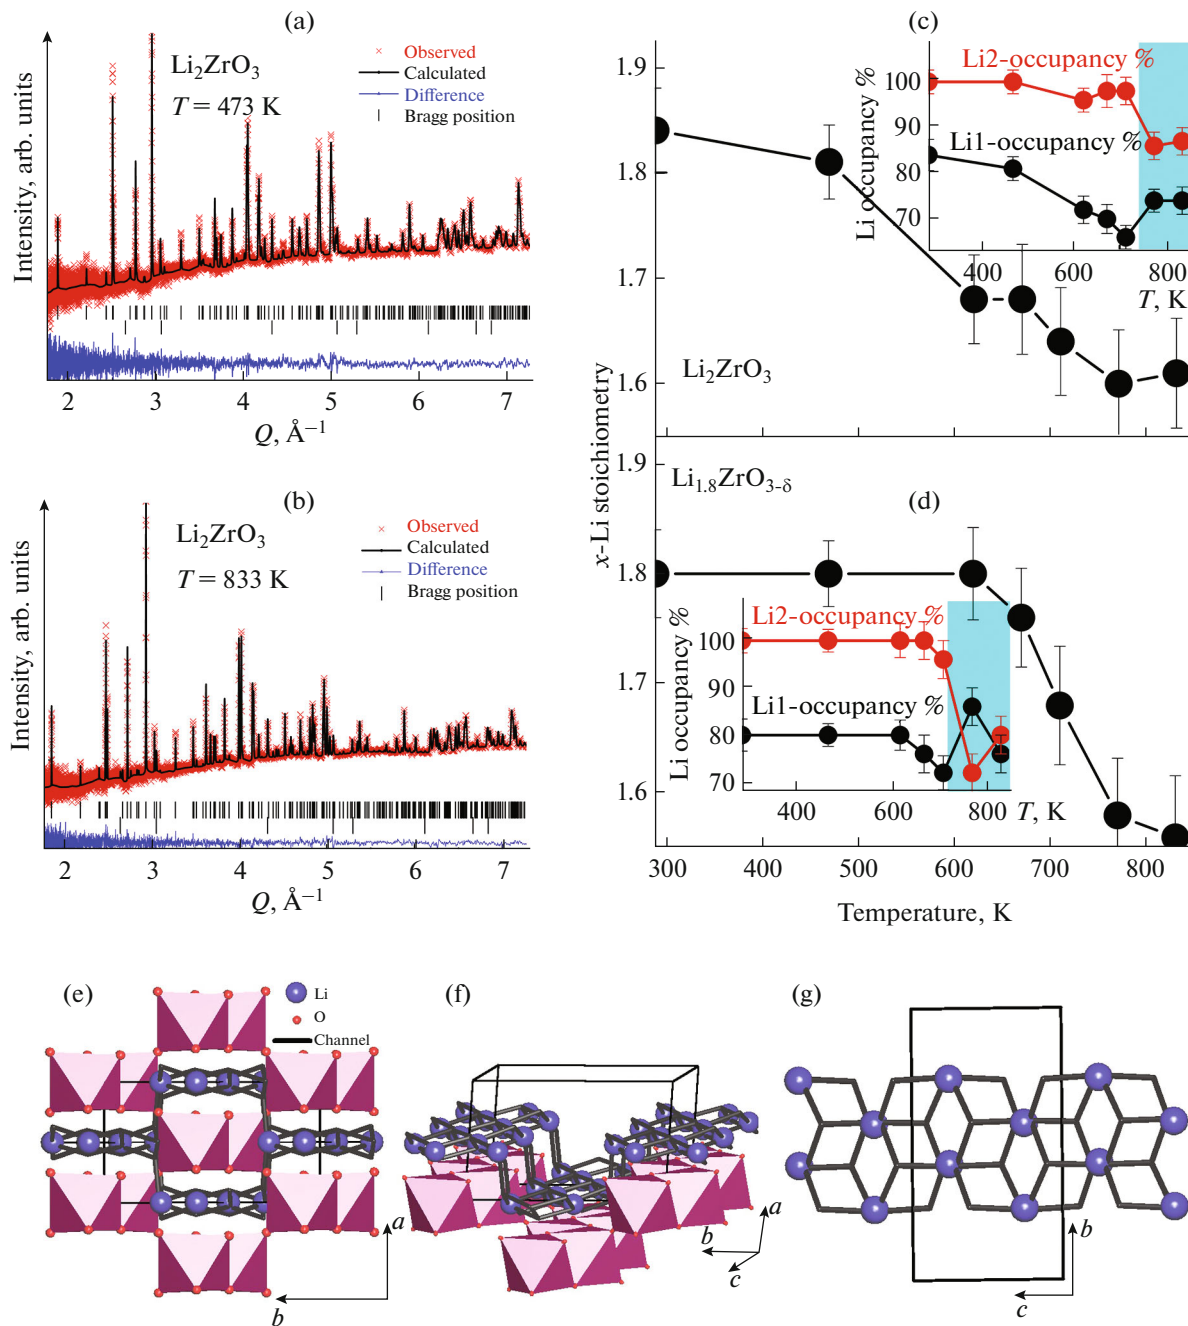 (a)
Li2ZrO3
T = 473 K
Observed
Calculated
Difference
Bragg position
Intensity, arb. units
2 3 4 5 6 7
Q, Å−1
(b)
Li2ZrO3
T = 833 K
Observed
Calculated
Difference
Bragg position
Intensity, arb. units
2 3 4 5 6 7
Q, Å−1
(c)
1.9
1.8
1.7
1.6
Li2ZrO3
Li2-occupancy %
Li1-occupancy %
Li occupancy %
100
90
80
70
400 600 800
T, K
x-Li stoichiometry
Li1.8ZrO3-δ
(d)
1.9
1.8
1.7
1.6
Li2-occupancy %
Li1-occupancy %
Li occupancy %
100
90
80
70
400 600 800 T, K
300 400 500 600 700 800
Temperature, K
(e)
Li
O
Channel
a
b
(f)
a
b
c
(g)
b
c